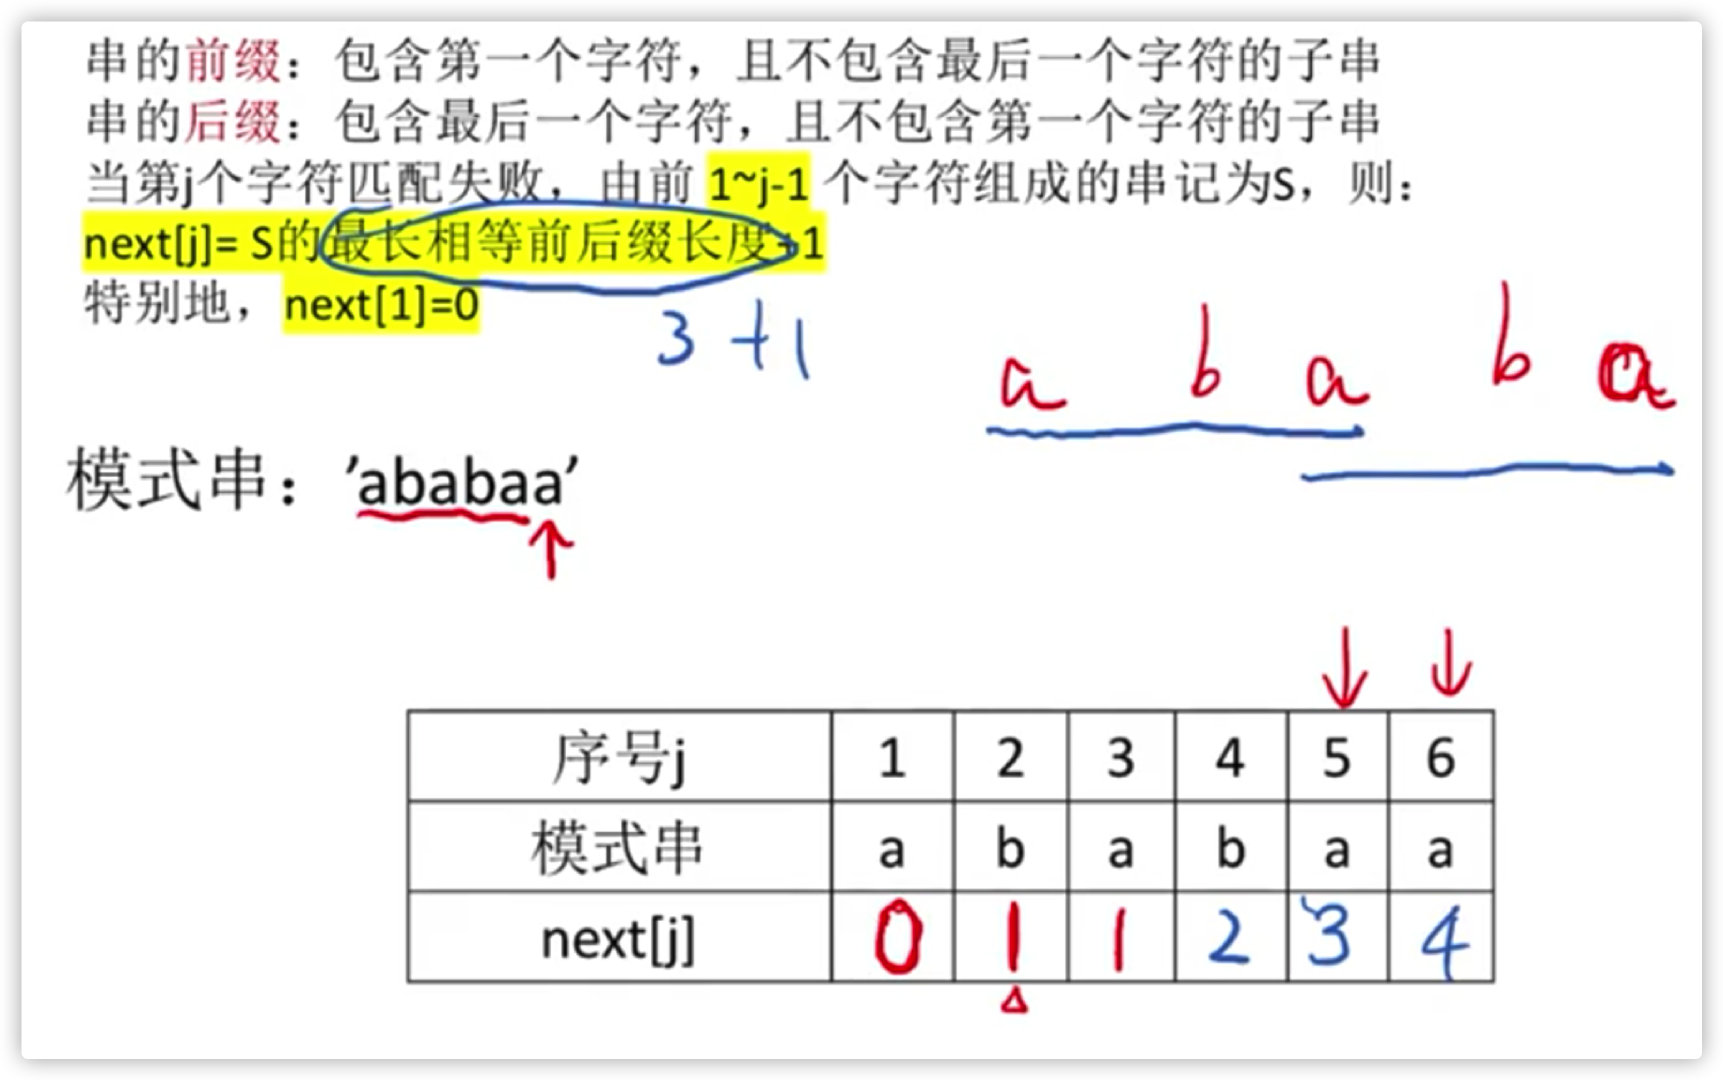 串的前缀：包含第一个字符，且不包含最后一个字符的子串
串的后缀：包含最后一个字符，且不包含第一个字符的子串
当第j个字符匹配失败，由前 1~j-1 个字符组成的串记为S，则：
next[j]= S的最长相等前后缀长度+1
特别地，next[1]=0
3 +1
a b a b a
模式串：'ababaa'
序号j 1 2 3 4 5 6
模式串 a b a b a a
next[j] 0 1 1 2 3 4